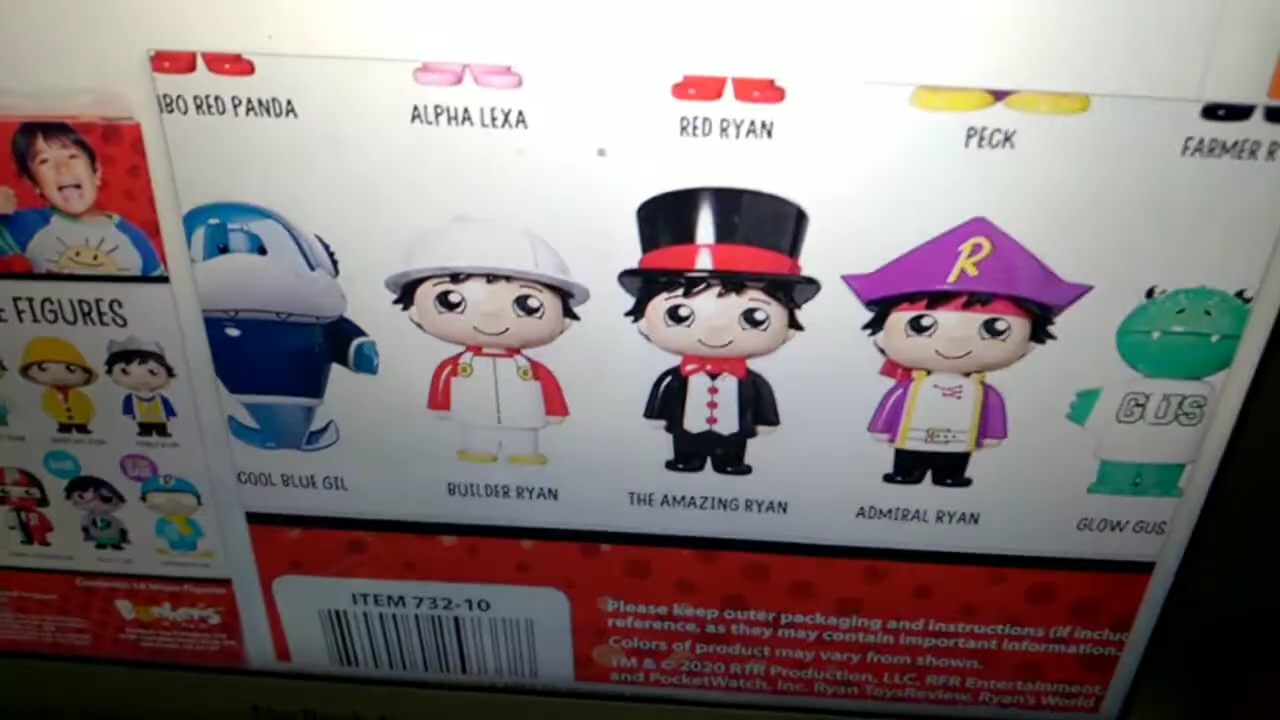 IBO RED PANDA
ALPHA LEXA
RED RYAN
PECK
FARMER R
FIGURES
R
GUS
COOL BLUE GIL
BUILDER RYAN
THE AMAZING RYAN
ADMIRAL RYAN
GLOW GUS
ITEM 732-10
Please keep outer packaging and instructions (if inclu
reference, as they may contain important information.
Colors of product may vary from shown.
TM & © 2020 RTR Production, LLC, RFR Entertainment,
and PocketWatch, Inc. Ryan ToysReview, Ryan's World